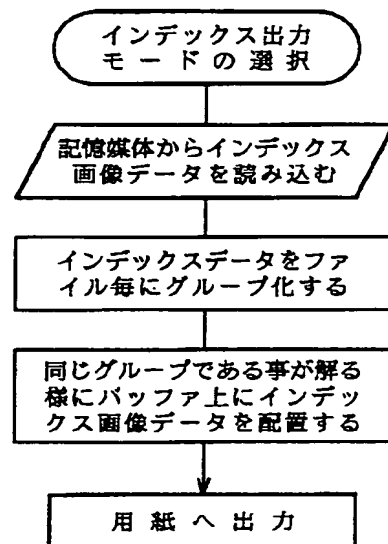 インデックス出力
モードの選択
記憶媒体からインデックス
画像データを読み込む
インデックスデータをファ
イル毎にグループ化する
同じグループである事が解る
様にバッファ上にインデッ
クス画像データを配置する
用紙へ出力